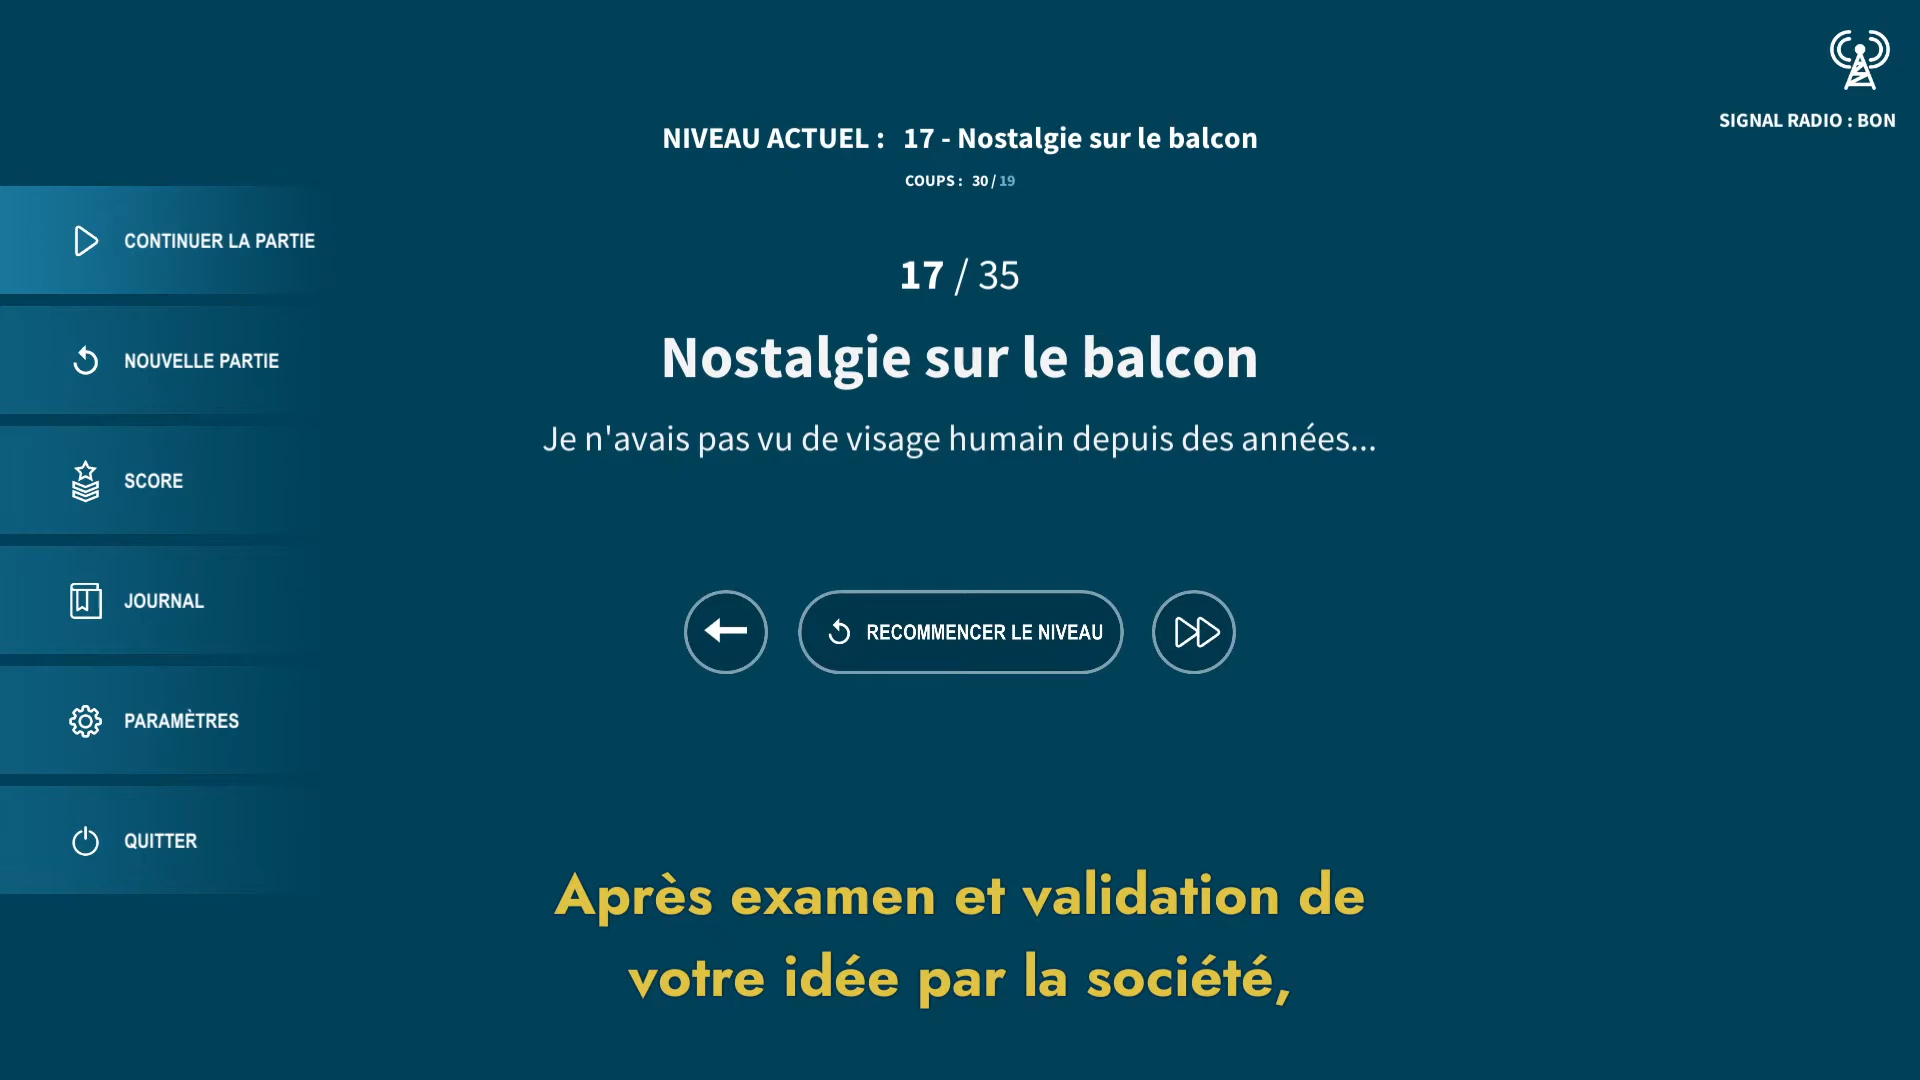 SIGNAL RADIO : BON
NIVEAU ACTUEL : 17 - Nostalgie sur le balcon
COUPS : 30 / 19
CONTINUER LA PARTIE
NOUVELLE PARTIE
SCORE
JOURNAL
PARAMÈTRES
QUITTER
17 / 35
Nostalgie sur le balcon
Je n'avais pas vu de visage humain depuis des années...
RECOMMENCER LE NIVEAU
Après examen et validation de
votre idée par la société,